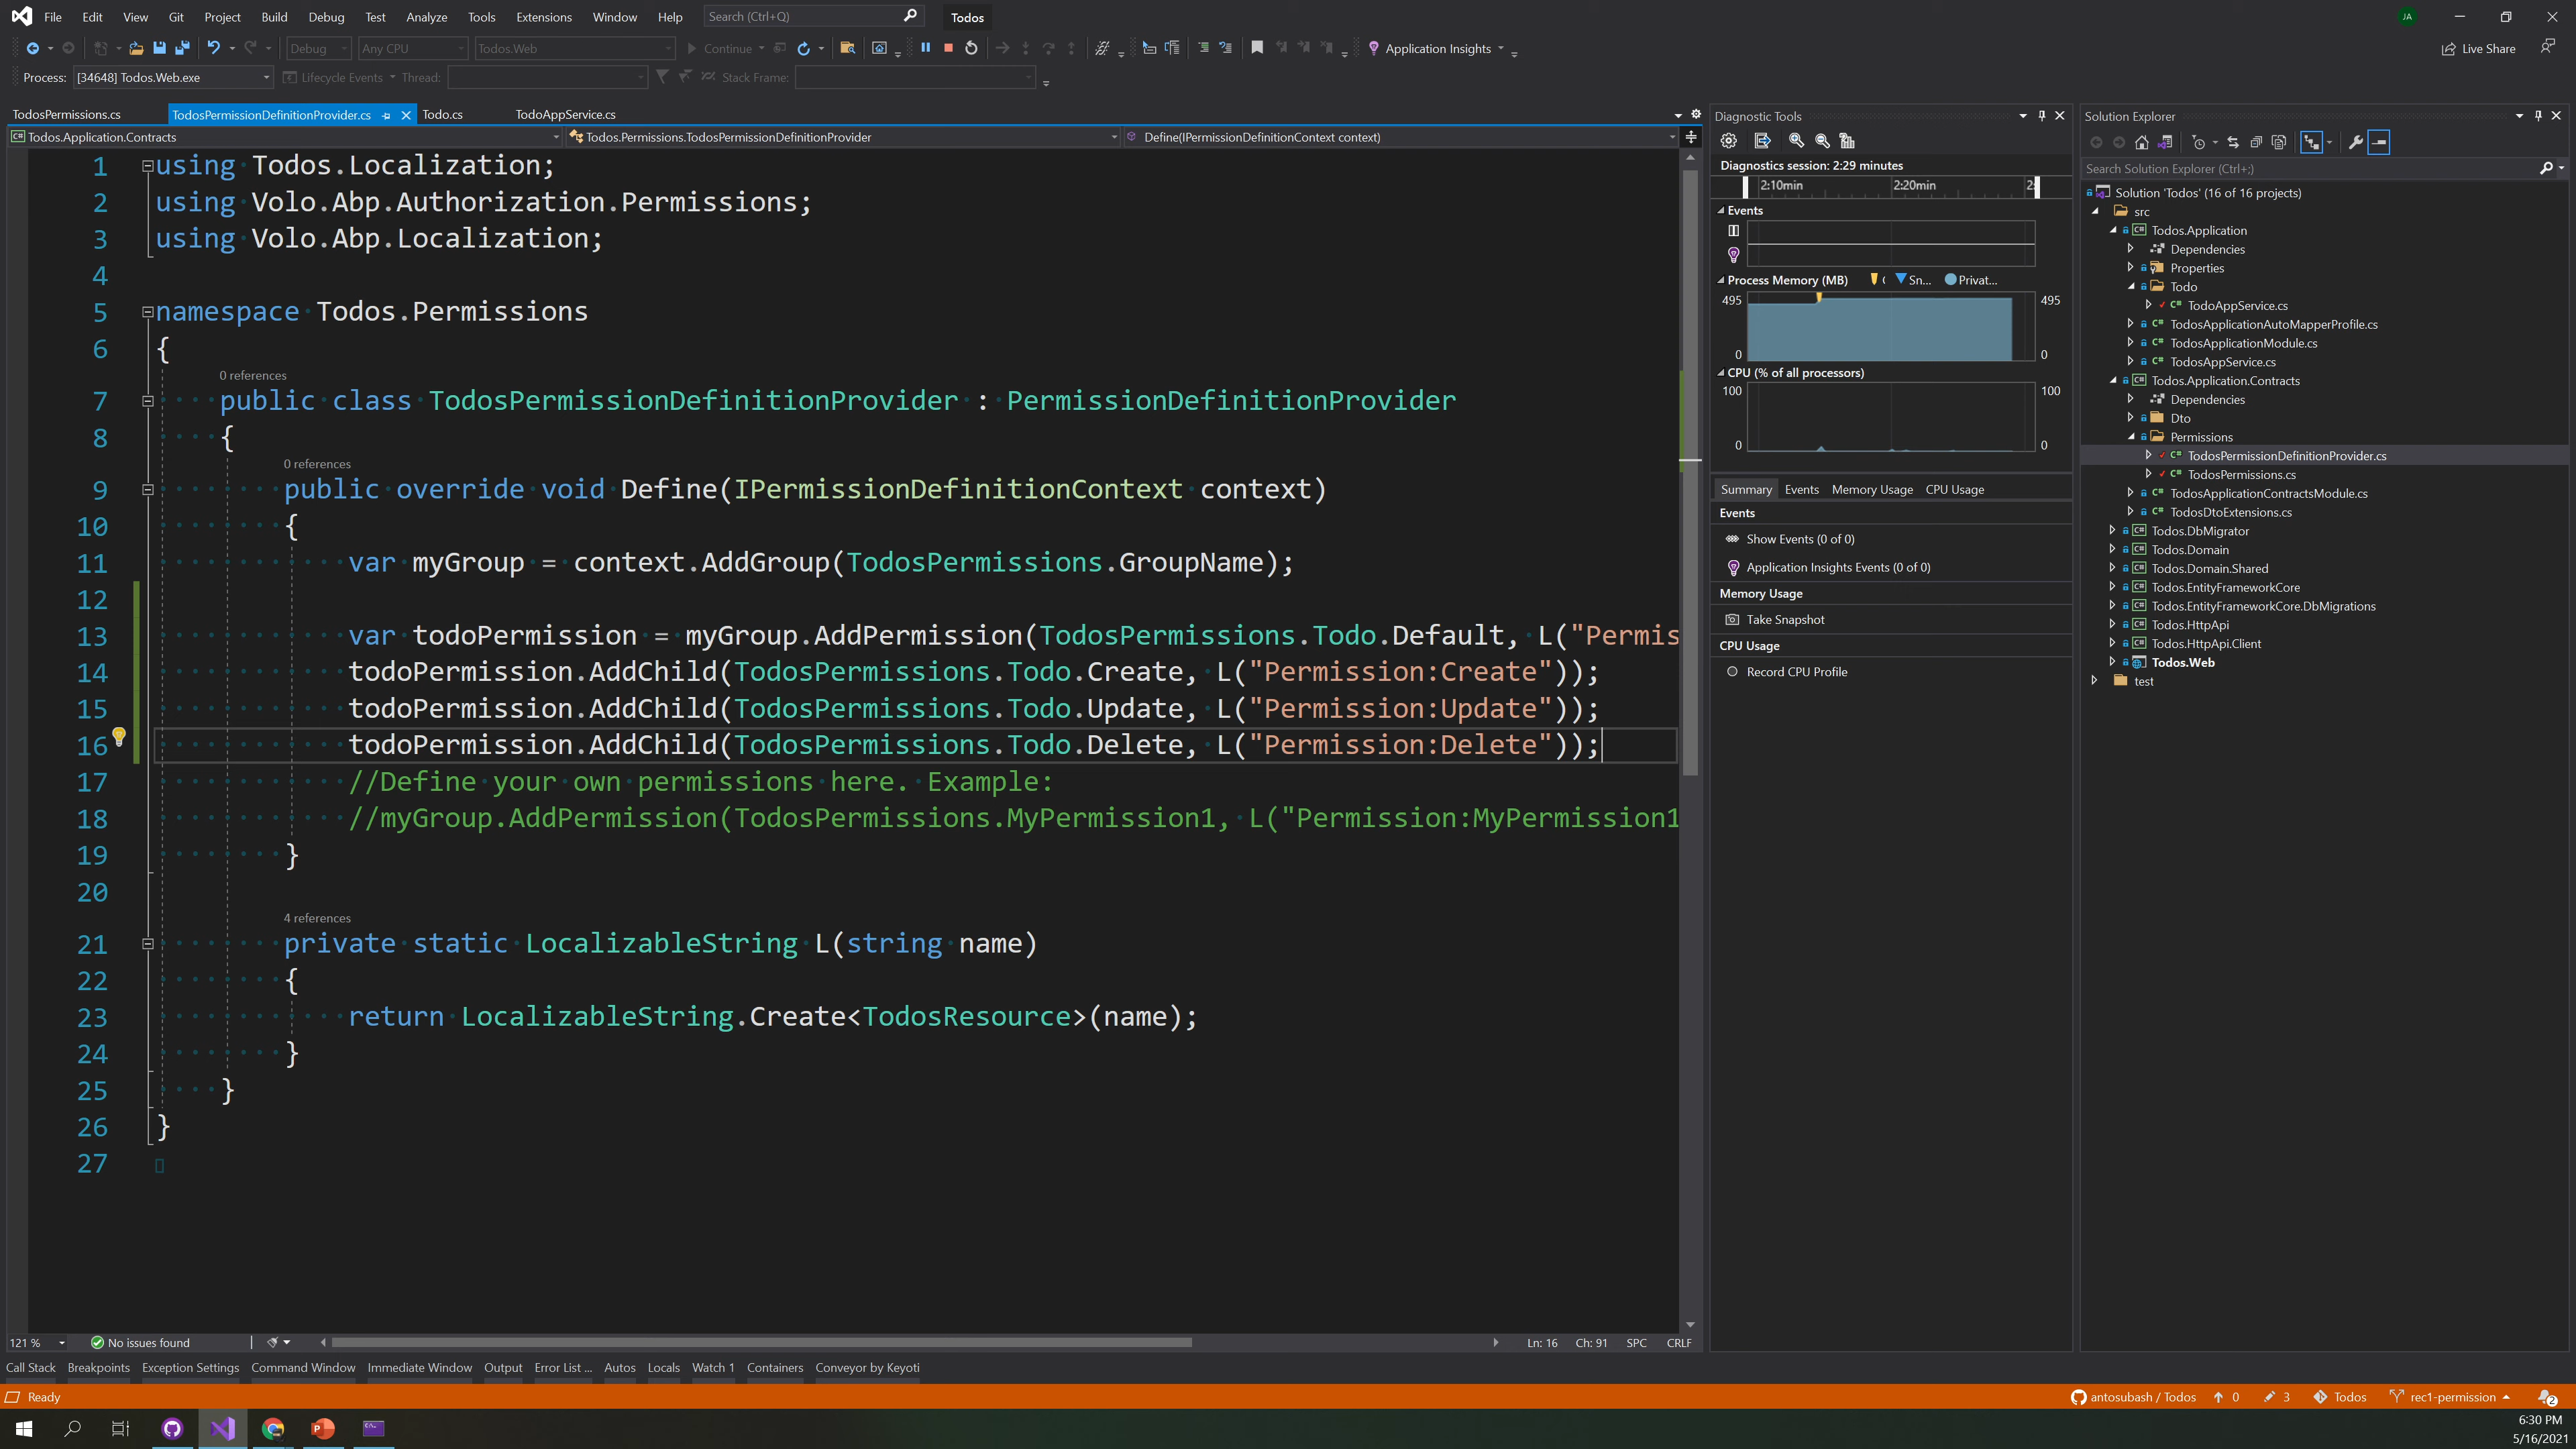 File Edit View Git Project Build Debug Test Analyze Tools Extensions Window Help Search (Ctrl+Q) Todos JA
Debug Any CPU Todos.Web Continue Application Insights Live Share
Process: [34648] Todos.Web.exe Lifecycle Events Thread: Stack Frame:
TodosPermissions.cs TodosPermissionDefinitionProvider.cs Todo.cs TodoAppService.cs
Todos.Application.Contracts Todos.Permissions.TodosPermissionDefinitionProvider Define(IPermissionDefinitionContext context)
1 using Todos.Localization;
2 using Volo.Abp.Authorization.Permissions;
3 using Volo.Abp.Localization;
4
5 namespace Todos.Permissions
6 {
0 references
7 public class TodosPermissionDefinitionProvider : PermissionDefinitionProvider
8 {
0 references
9 public override void Define(IPermissionDefinitionContext context)
10 {
11 var myGroup = context.AddGroup(TodosPermissions.GroupName);
12
13 var todoPermission = myGroup.AddPermission(TodosPermissions.Todo.Default, L("Permis
14 todoPermission.AddChild(TodosPermissions.Todo.Create, L("Permission:Create"));
15 todoPermission.AddChild(TodosPermissions.Todo.Update, L("Permission:Update"));
16 todoPermission.AddChild(TodosPermissions.Todo.Delete, L("Permission:Delete"));
17 //Define your own permissions here. Example:
18 //myGroup.AddPermission(TodosPermissions.MyPermission1, L("Permission:MyPermission1
19 }
20
4 references
21 private static LocalizableString L(string name)
22 {
23 return LocalizableString.Create<TodosResource>(name);
24 }
25 }
26 }
27
121 % No issues found Ln: 16 Ch: 91 SPC CRLF
Diagnostic Tools
Diagnostics session: 2:29 minutes
2:10min 2:20min
Events
Process Memory (MB) Sn... Privat...
495 495
0 0
CPU (% of all processors)
100 100
0 0
Summary Events Memory Usage CPU Usage
Events
Show Events (0 of 0)
Application Insights Events (0 of 0)
Memory Usage
Take Snapshot
CPU Usage
Record CPU Profile
Solution Explorer
Search Solution Explorer (Ctrl+;)
Solution 'Todos' (16 of 16 projects)
src
Todos.Application
Dependencies
Properties
Todo
TodoAppService.cs
TodosApplicationAutoMapperProfile.cs
TodosApplicationModule.cs
TodosAppService.cs
Todos.Application.Contracts
Dependencies
Dto
Permissions
TodosPermissionDefinitionProvider.cs
TodosPermissions.cs
TodosApplicationContractsModule.cs
TodosDtoExtensions.cs
Todos.DbMigrator
Todos.Domain
Todos.Domain.Shared
Todos.EntityFrameworkCore
Todos.EntityFrameworkCore.DbMigrations
Todos.HttpApi
Todos.HttpApi.Client
Todos.Web
test
Call Stack Breakpoints Exception Settings Command Window Immediate Window Output Error List ... Autos Locals Watch 1 Containers Conveyor by Keyoti
Ready antosubash / Todos 0 3 Todos rec1-permission 2
6:30 PM
5/16/2021